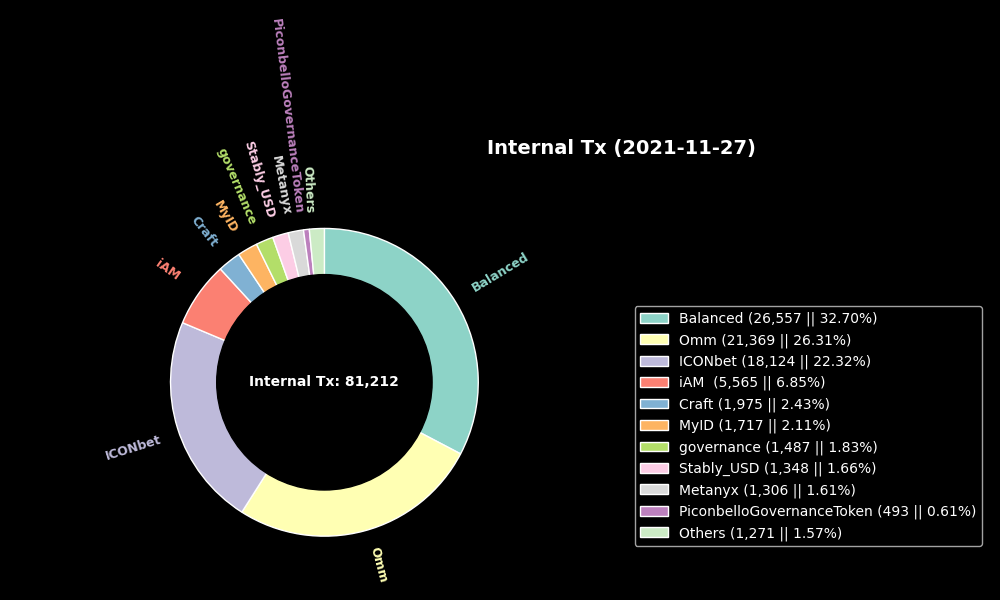 Internal Tx (2021-11-27)
PiconbelloGovernanceToken
Others
Metanyx
Stably_USD
governance
MyID
Craft
iAM
Balanced
ICONbet
Omm
Internal Tx: 81,212
Balanced (26,557 || 32.70%)
Omm (21,369 || 26.31%)
ICONbet (18,124 || 22.32%)
iAM  (5,565 || 6.85%)
Craft (1,975 || 2.43%)
MyID (1,717 || 2.11%)
governance (1,487 || 1.83%)
Stably_USD (1,348 || 1.66%)
Metanyx (1,306 || 1.61%)
PiconbelloGovernanceToken (493 || 0.61%)
Others (1,271 || 1.57%)